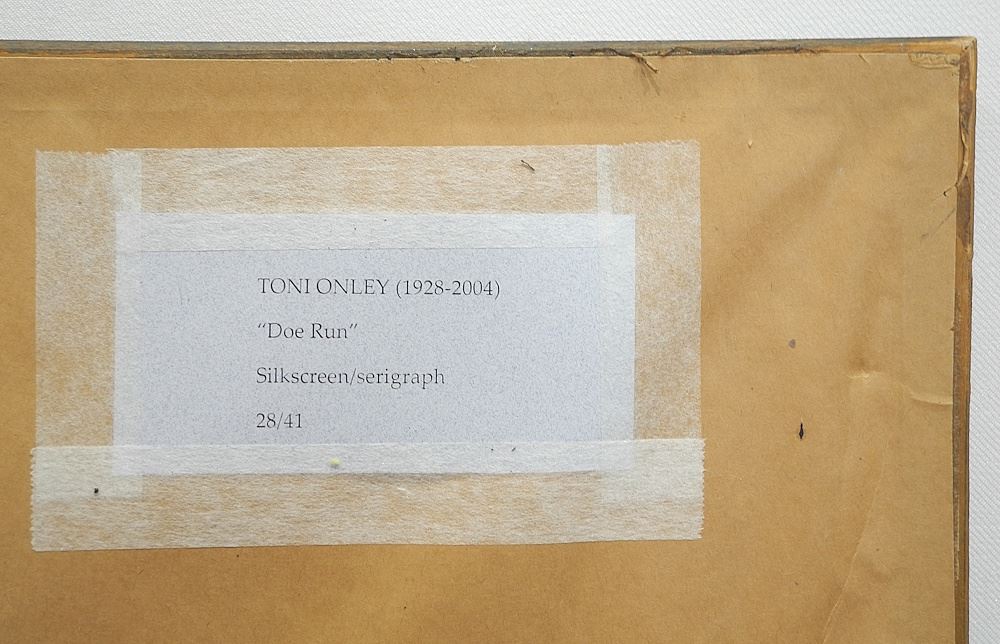 TONI ONLEY (1928-2004)
“Doe Run”
Silkscreen/serigraph
28/41